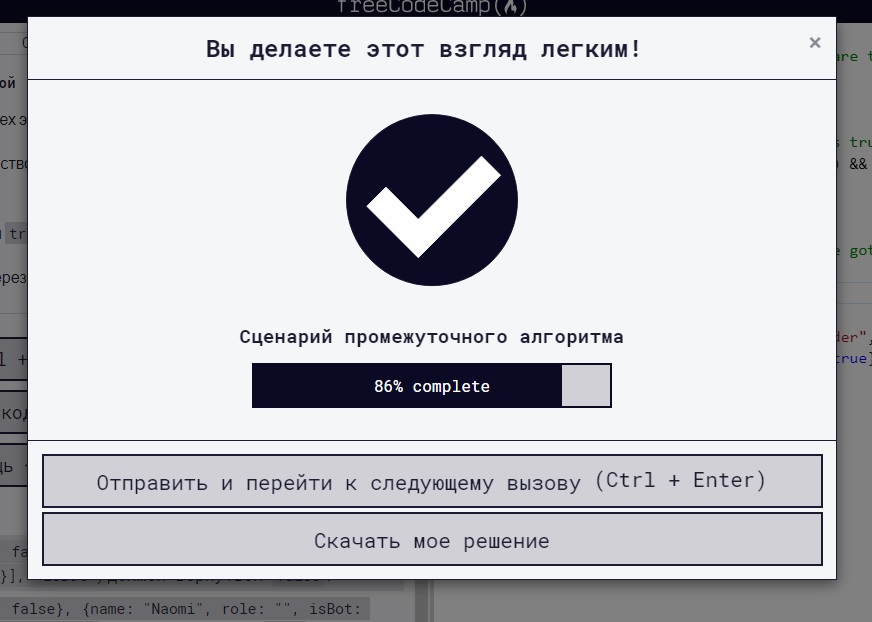 freeCodeCamp
Вы делаете этот взгляд легким!
×
Сценарий промежуточного алгоритма
86% complete
Отправить и перейти к следующему вызову (Ctrl + Enter)
Скачать мое решение
false}, {name: "Naomi", role: "", isBot: